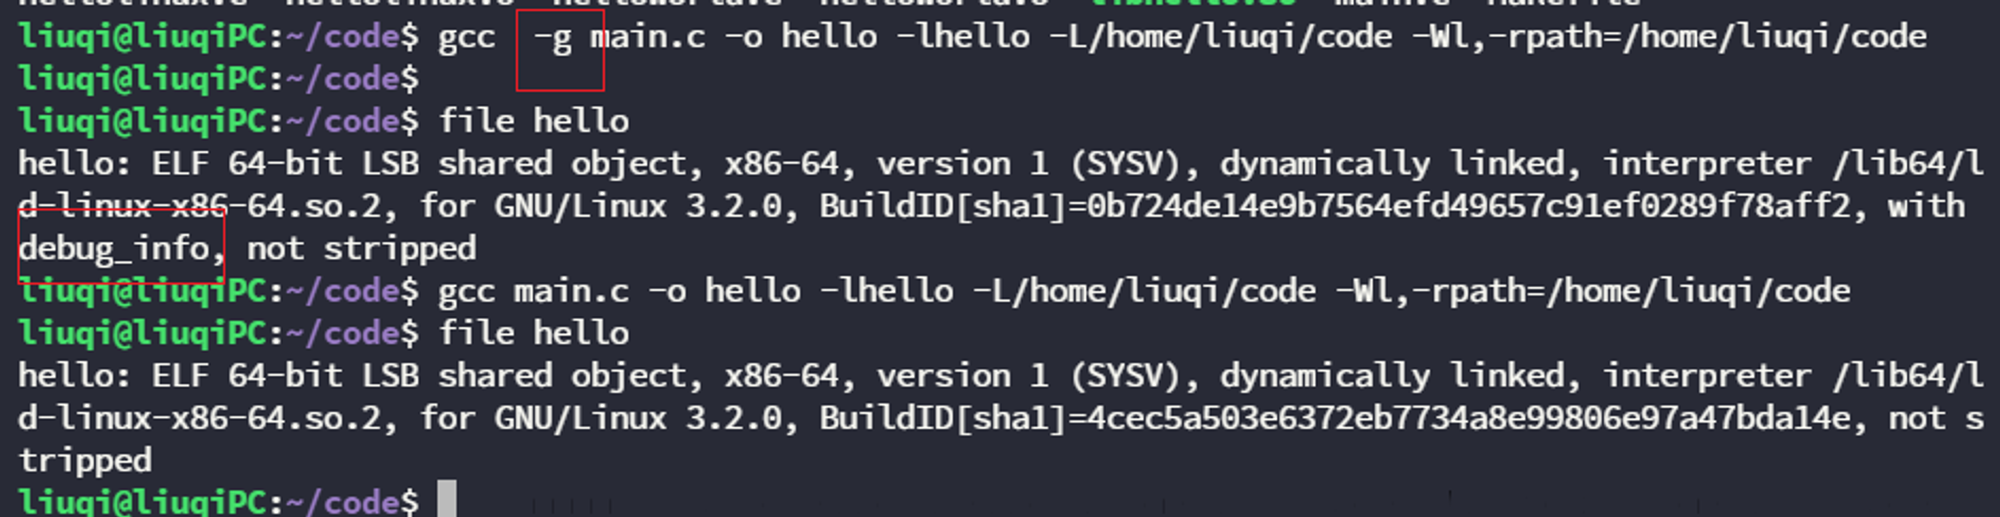 liuqi@liuqiPC:~/code$ gcc  -g main.c -o hello -lhello -L/home/liuqi/code -Wl,-rpath=/home/liuqi/code
liuqi@liuqiPC:~/code$
liuqi@liuqiPC:~/code$ file hello
hello: ELF 64-bit LSB shared object, x86-64, version 1 (SYSV), dynamically linked, interpreter /lib64/l
d-linux-x86-64.so.2, for GNU/Linux 3.2.0, BuildID[sha1]=0b724de14e9b7564efd49657c91ef0289f78aff2, with
debug_info, not stripped
liuqi@liuqiPC:~/code$ gcc main.c -o hello -lhello -L/home/liuqi/code -Wl,-rpath=/home/liuqi/code
liuqi@liuqiPC:~/code$ file hello
hello: ELF 64-bit LSB shared object, x86-64, version 1 (SYSV), dynamically linked, interpreter /lib64/l
d-linux-x86-64.so.2, for GNU/Linux 3.2.0, BuildID[sha1]=4cec5a503e6372eb7734a8e99806e97a47bda14e, not s
tripped
liuqi@liuqiPC:~/code$